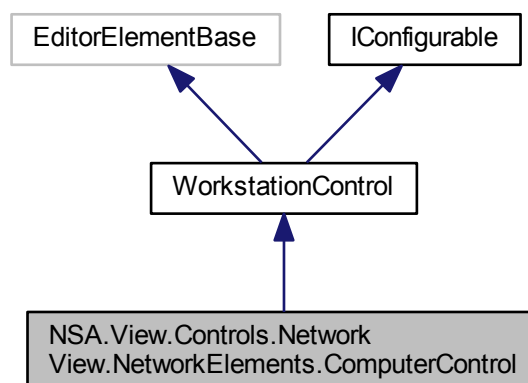 EditorElementBase
IConfigurable
WorkstationControl
NSA.View.Controls.Network
View.NetworkElements.ComputerControl